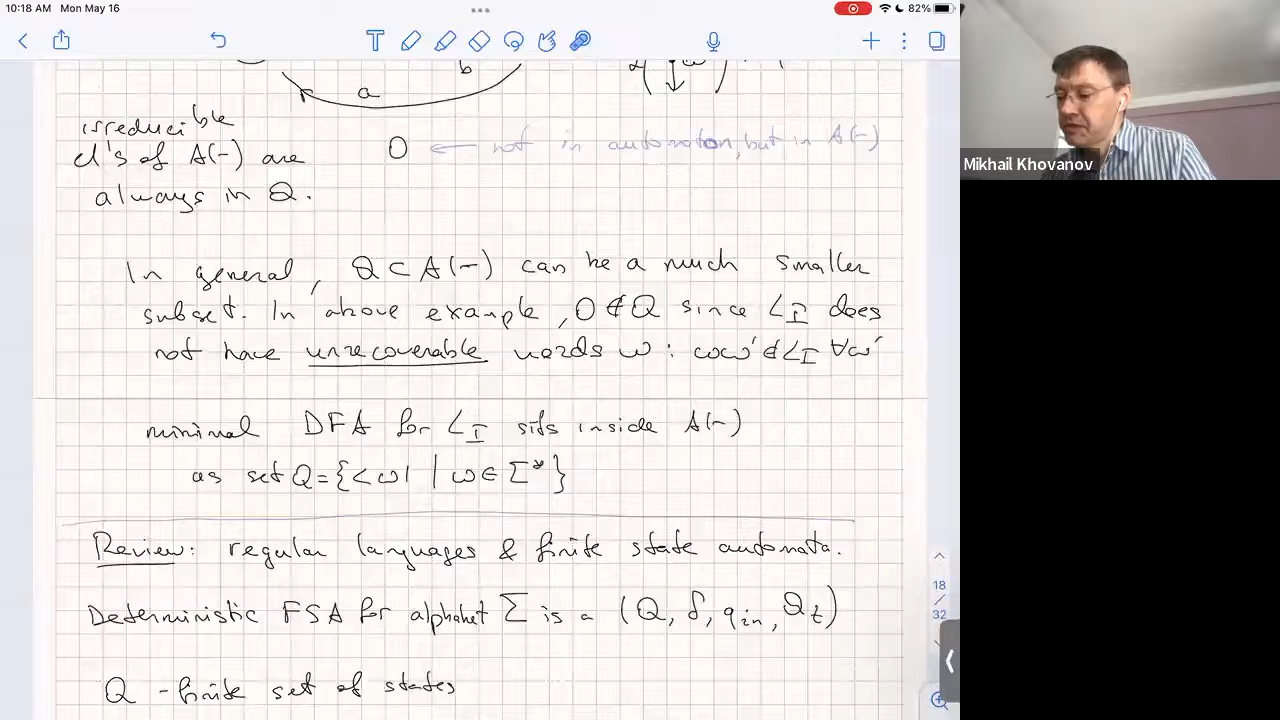 10:18 AM Mon May 16
82%
b
a
irreducible
el's of A(-) are
always in Q.
0 ← not in automaton, but in A(-)
In general, Q ⊂ A(-) can be a much smaller
subset. In above example, 0 ∉ Q since L_I does
not have unrecoverable words ω : ωω' ∉ L_I ∀ω'
minimal DFA for L_I sits inside A(-)
as set Q = {<ω| | ω ∈ Σ*}
Review: regular languages & finite state automata.
Deterministic FSA for alphabet Σ is a (Q, δ, q_in, Q_t)
Q - finite set of states
18
/
32
Mikhail Khovanov